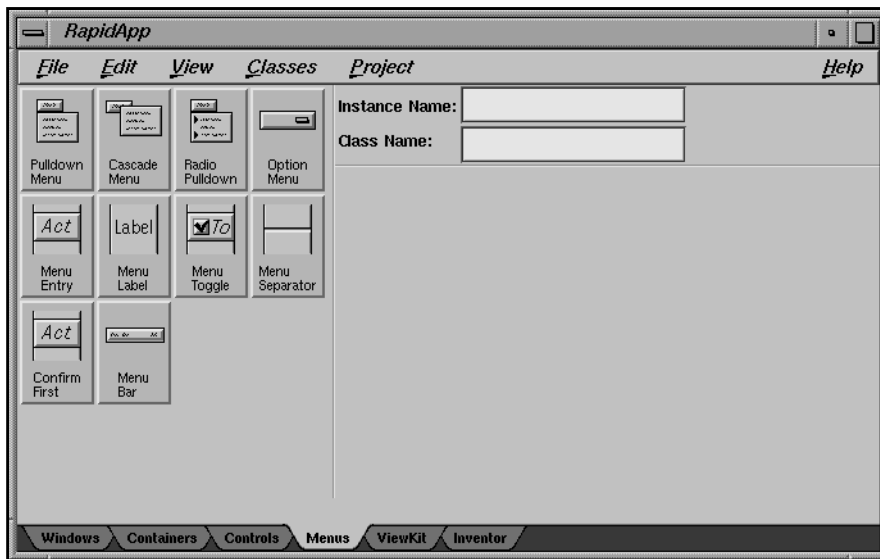 RapidApp
File Edit View Classes Project Help
Instance Name:
Class Name:
Pulldown Menu
Cascade Menu
Radio Pulldown
Option Menu
Act
Label
To
Menu Entry
Menu Label
Menu Toggle
Menu Separator
Act
Confirm First
Menu Bar
Windows Containers Controls Menus ViewKit Inventor